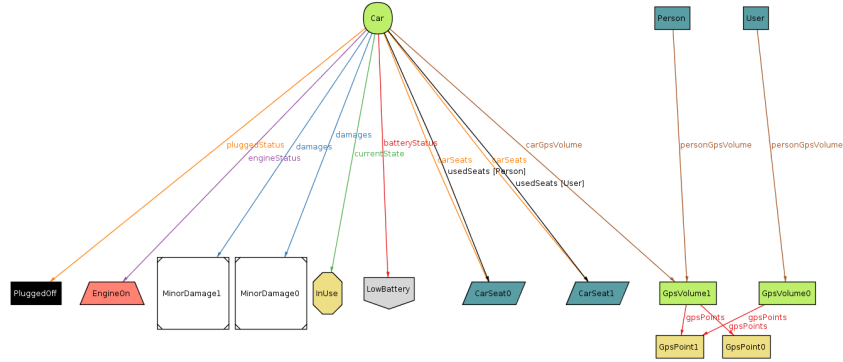 Car
Person
User
pluggedStatus
damages
damages
batteryStatus
carGpsVolume
personGpsVolume
personGpsVolume
engineStatus
currentState
carSeats
carSeats
usedSeats [Person]
usedSeats [User]
PluggedOff
EngineOn
MinorDamage1
MinorDamage0
InUse
LowBattery
CarSeat0
CarSeat1
GpsVolume1
GpsVolume0
gpsPoints
gpsPoints
gpsPoints
GpsPoint1
GpsPoint0